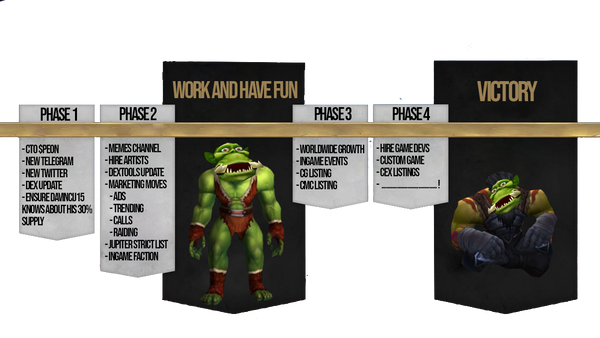 PHASE 1
- CTO SPEON
- NEW TELEGRAM
- NEW TWITTER
- DEX UPDATE
- ENSURE DAVINCIJ15
KNOWS ABOUT HIS 30%
SUPPLY
PHASE 2
- MEMES CHANNEL
- HIRE ARTISTS
- DEXTOOLS UPDATE
- MARKETING MOVES
- ADS
- TRENDING
- CALLS
- RAIDING
- JUPITER STRICT LIST
- INGAME FACTION
WORK AND HAVE FUN
PHASE 3
- WORLDWIDE GROWTH
- INGAME EVENTS
- CG LISTING
- CMC LISTING
PHASE 4
- HIRE GAME DEVS
- CUSTOM GAME
- CEX LISTINGS
- ____________ !
VICTORY